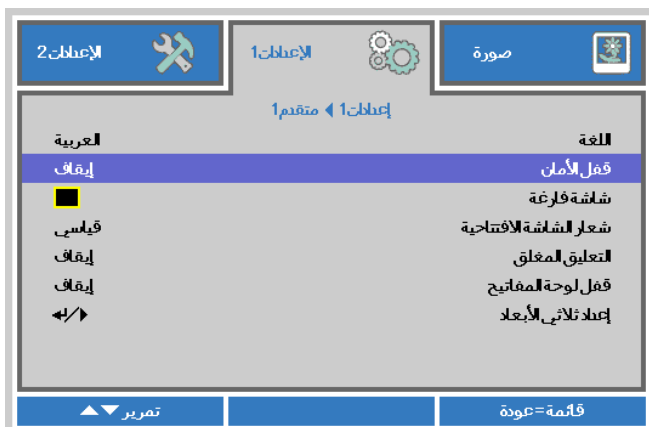 صورة
الإعدادات1
الإعدادات2
إعدادات1 متقدم1
اللغة العربية
قفل الأمان إيقاف
شاشة فارغة
شعار الشاشة الافتتاحية قياسي
التعليق المغلق إيقاف
قفل لوحة المفاتيح إيقاف
إعداد ثلاثي الأبعاد ↵/▶
قائمة=عودة
تمرير ▼▲